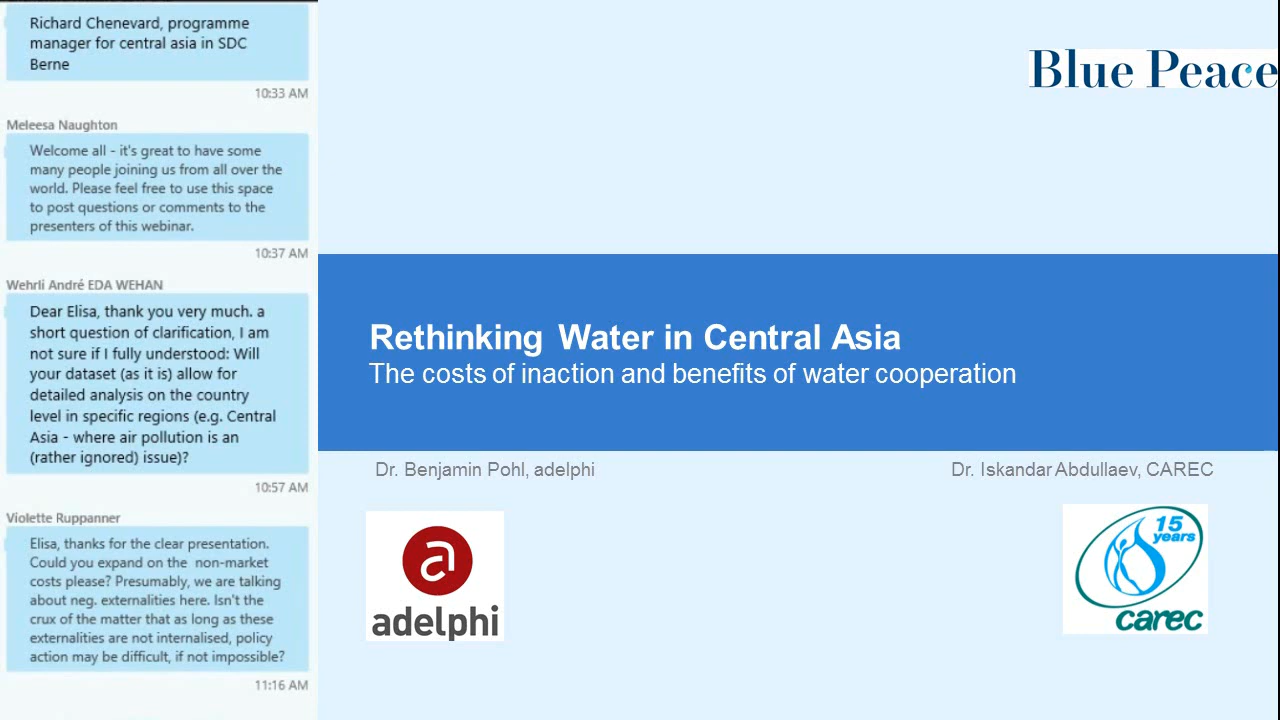 Richard Chenevard, programme
manager for central asia in SDC
Berne
10:33 AM
Meleesa Naughton
Welcome all - it's great to have some
many people joining us from all over the
world. Please feel free to use this space
to post questions or comments to the
presenters of this webinar.
10:37 AM
Wehrli André EDA WEHAN
Dear Elisa, thank you very much. a
short question of clarification, I am
not sure if I fully understood: Will
your dataset (as it is) allow for
detailed analysis on the country
level in specific regions (e.g. Central
Asia - where air pollution is an
(rather ignored) issue)?
10:57 AM
Violette Ruppanner
Elisa, thanks for the clear presentation.
Could you expand on the non-market
costs please? Presumably, we are talking
about neg. externalities here. Isn't the
crux of the matter that as long as these
externalities are not internalised, policy
action may be difficult, if not impossible?
11:16 AM
Blue Peace
Rethinking Water in Central Asia
The costs of inaction and benefits of water cooperation
Dr. Benjamin Pohl, adelphi
Dr. Iskandar Abdullaev, CAREC
a
adelphi
15
years
carec